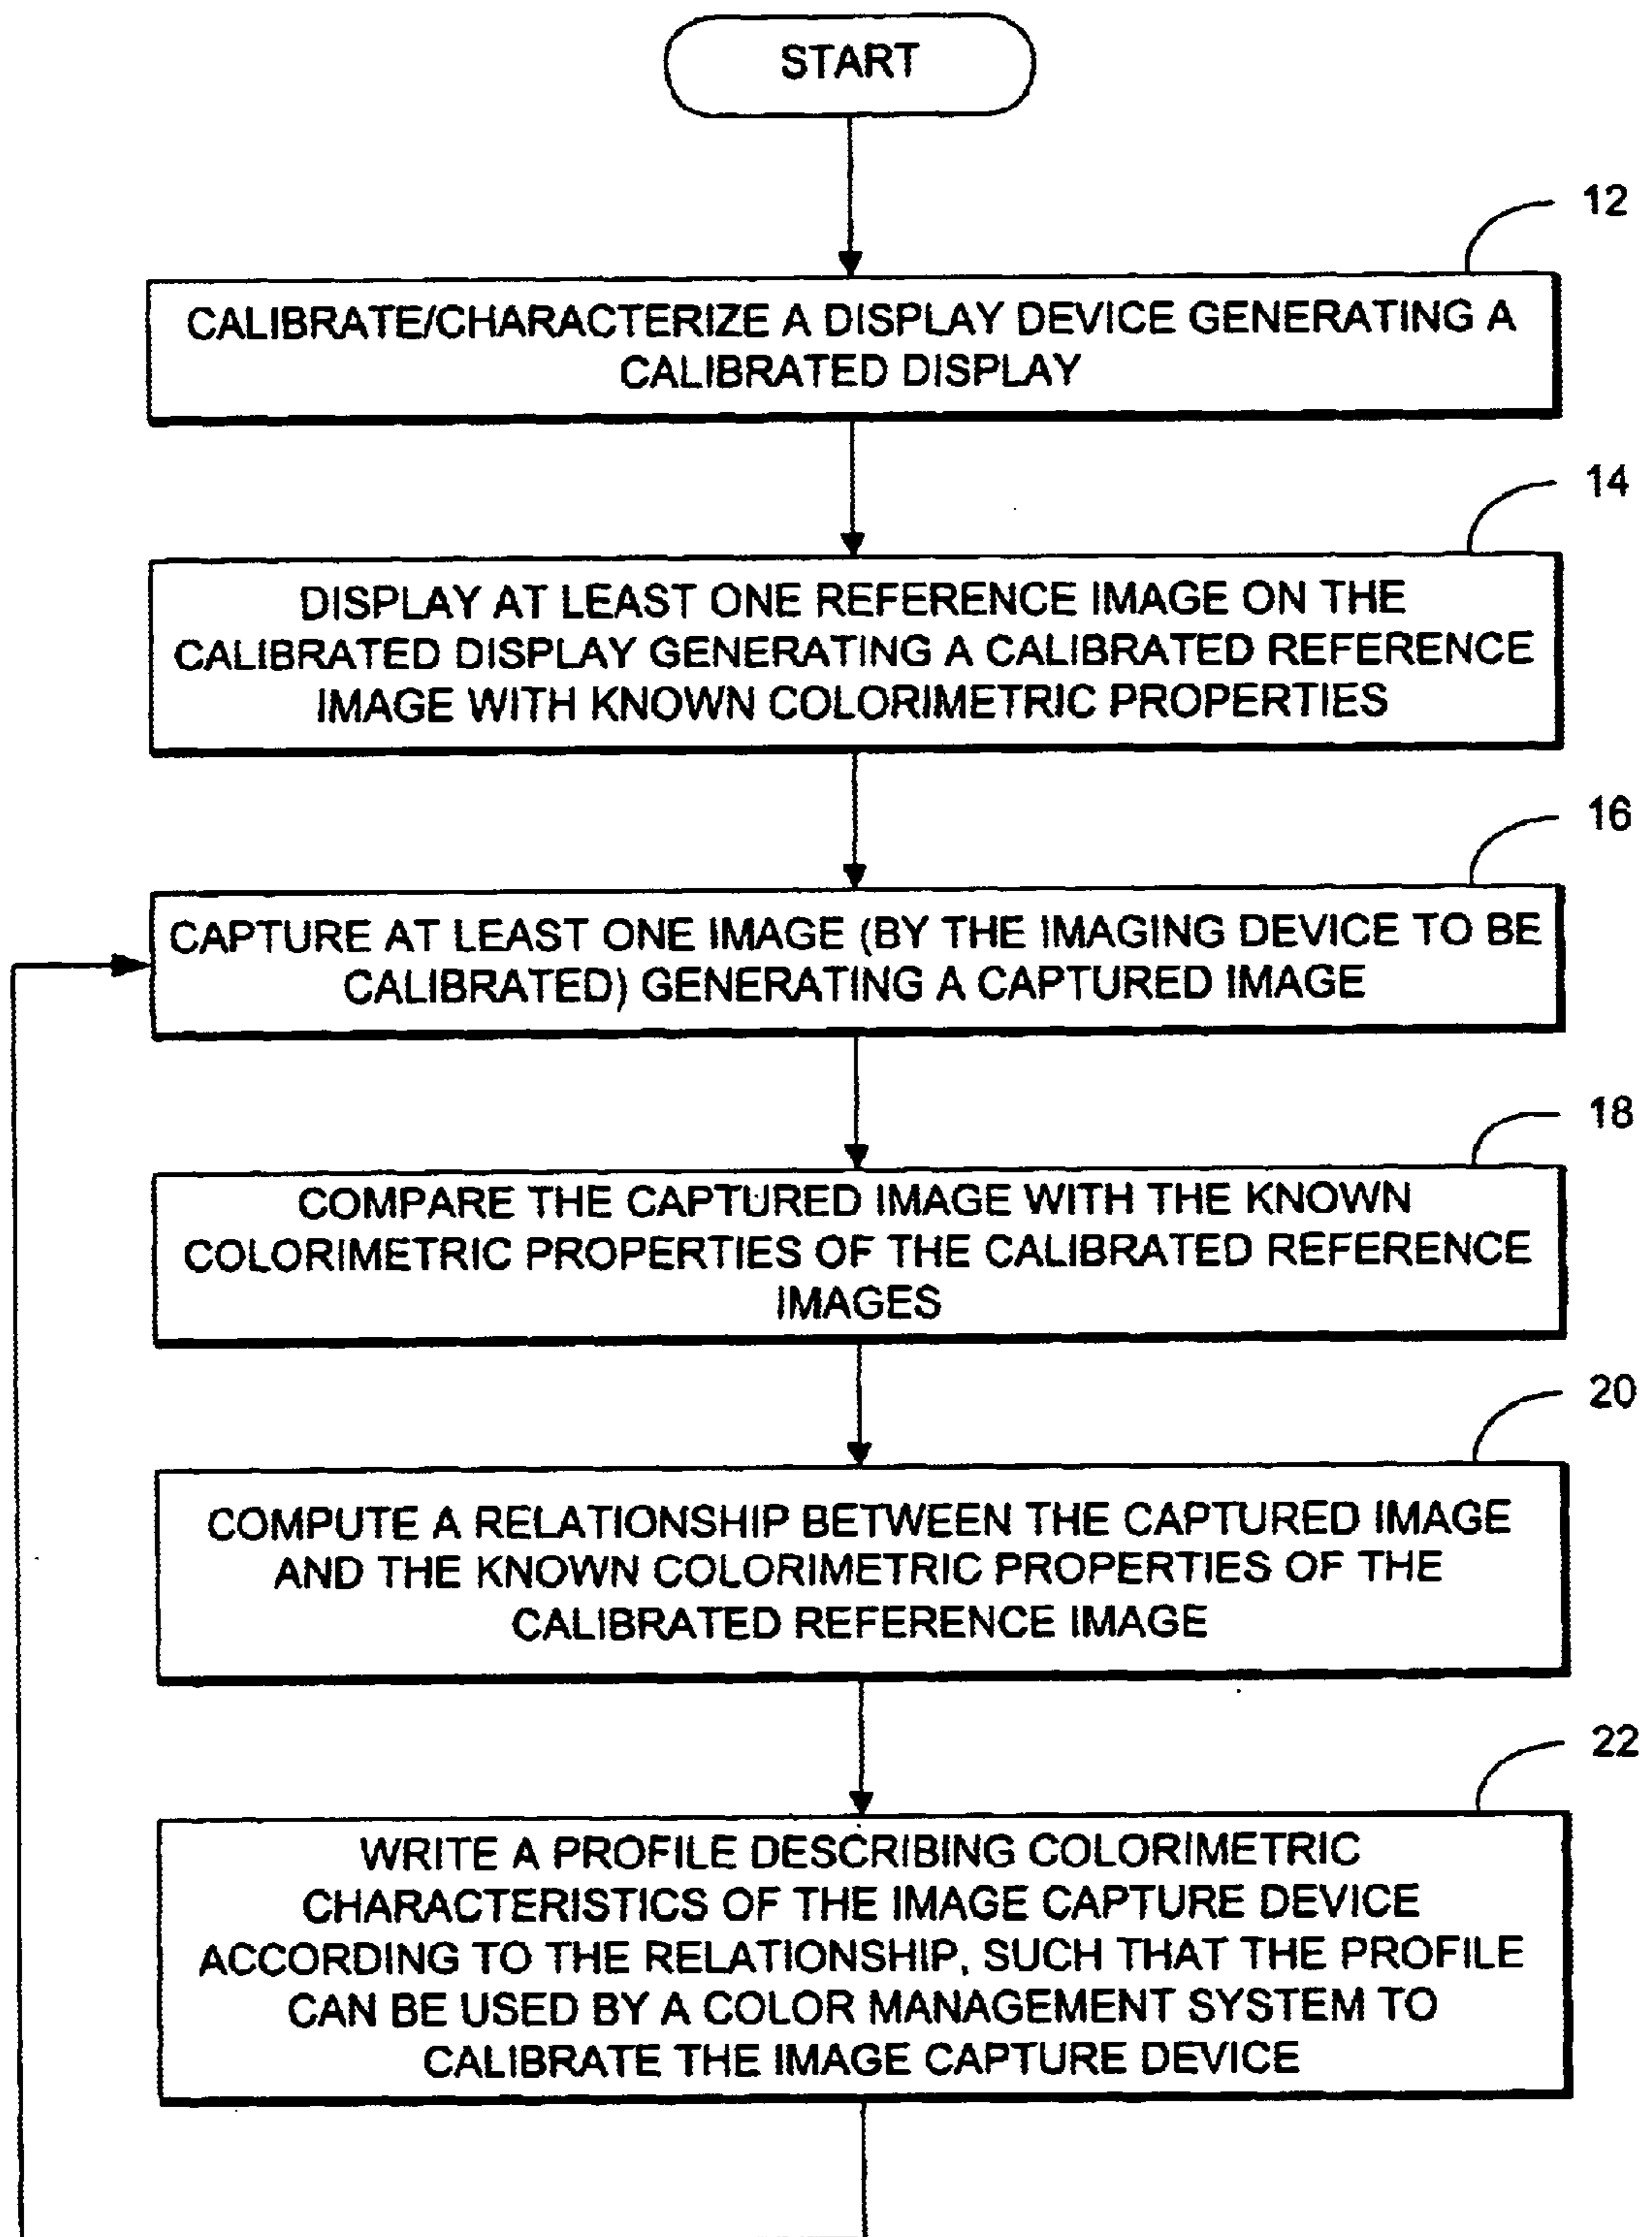 START
12
CALIBRATE/CHARACTERIZE A DISPLAY DEVICE GENERATING A
CALIBRATED DISPLAY
14
DISPLAY AT LEAST ONE REFERENCE IMAGE ON THE
CALIBRATED DISPLAY GENERATING A CALIBRATED REFERENCE
IMAGE WITH KNOWN COLORIMETRIC PROPERTIES
16
CAPTURE AT LEAST ONE IMAGE (BY THE IMAGING DEVICE TO BE
CALIBRATED) GENERATING A CAPTURED IMAGE
18
COMPARE THE CAPTURED IMAGE WITH THE KNOWN
COLORIMETRIC PROPERTIES OF THE CALIBRATED REFERENCE
IMAGES
20
COMPUTE A RELATIONSHIP BETWEEN THE CAPTURED IMAGE
AND THE KNOWN COLORIMETRIC PROPERTIES OF THE
CALIBRATED REFERENCE IMAGE
22
WRITE A PROFILE DESCRIBING COLORIMETRIC
CHARACTERISTICS OF THE IMAGE CAPTURE DEVICE
ACCORDING TO THE RELATIONSHIP, SUCH THAT THE PROFILE
CAN BE USED BY A COLOR MANAGEMENT SYSTEM TO
CALIBRATE THE IMAGE CAPTURE DEVICE